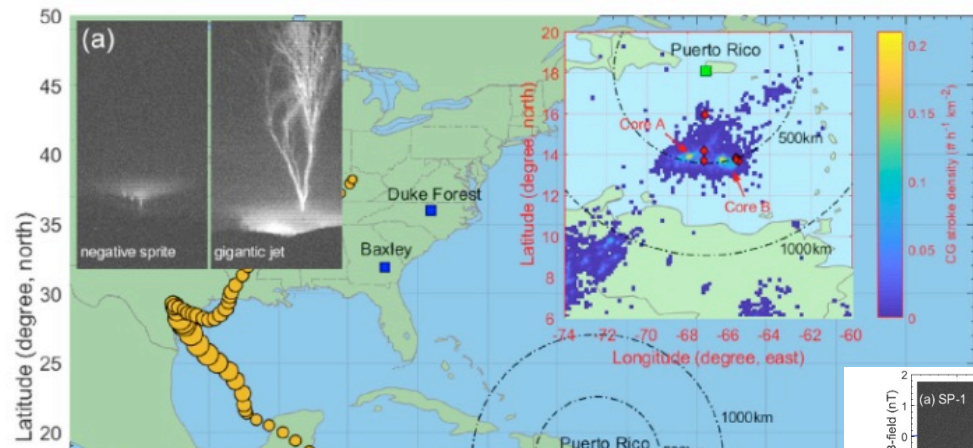 50
45
40
35
30
25
20
Latitude (degree, north)
(a)
negative sprite
gigantic jet
Duke Forest
Baxley
20
18
16
14
12
10
8
6
Latitude (degree, north)
Puerto Rico
Core A
500km
Core B
1000km
-74
-72
-70
-68
-66
-64
-62
-60
Longitude (degree, east)
0.2
0.15
0.1
0.05
0
CG stroke density (# h⁻¹ km⁻²)
1000km
Puerto Rico
2
1
0
B-field (nT)
(a) SP-1